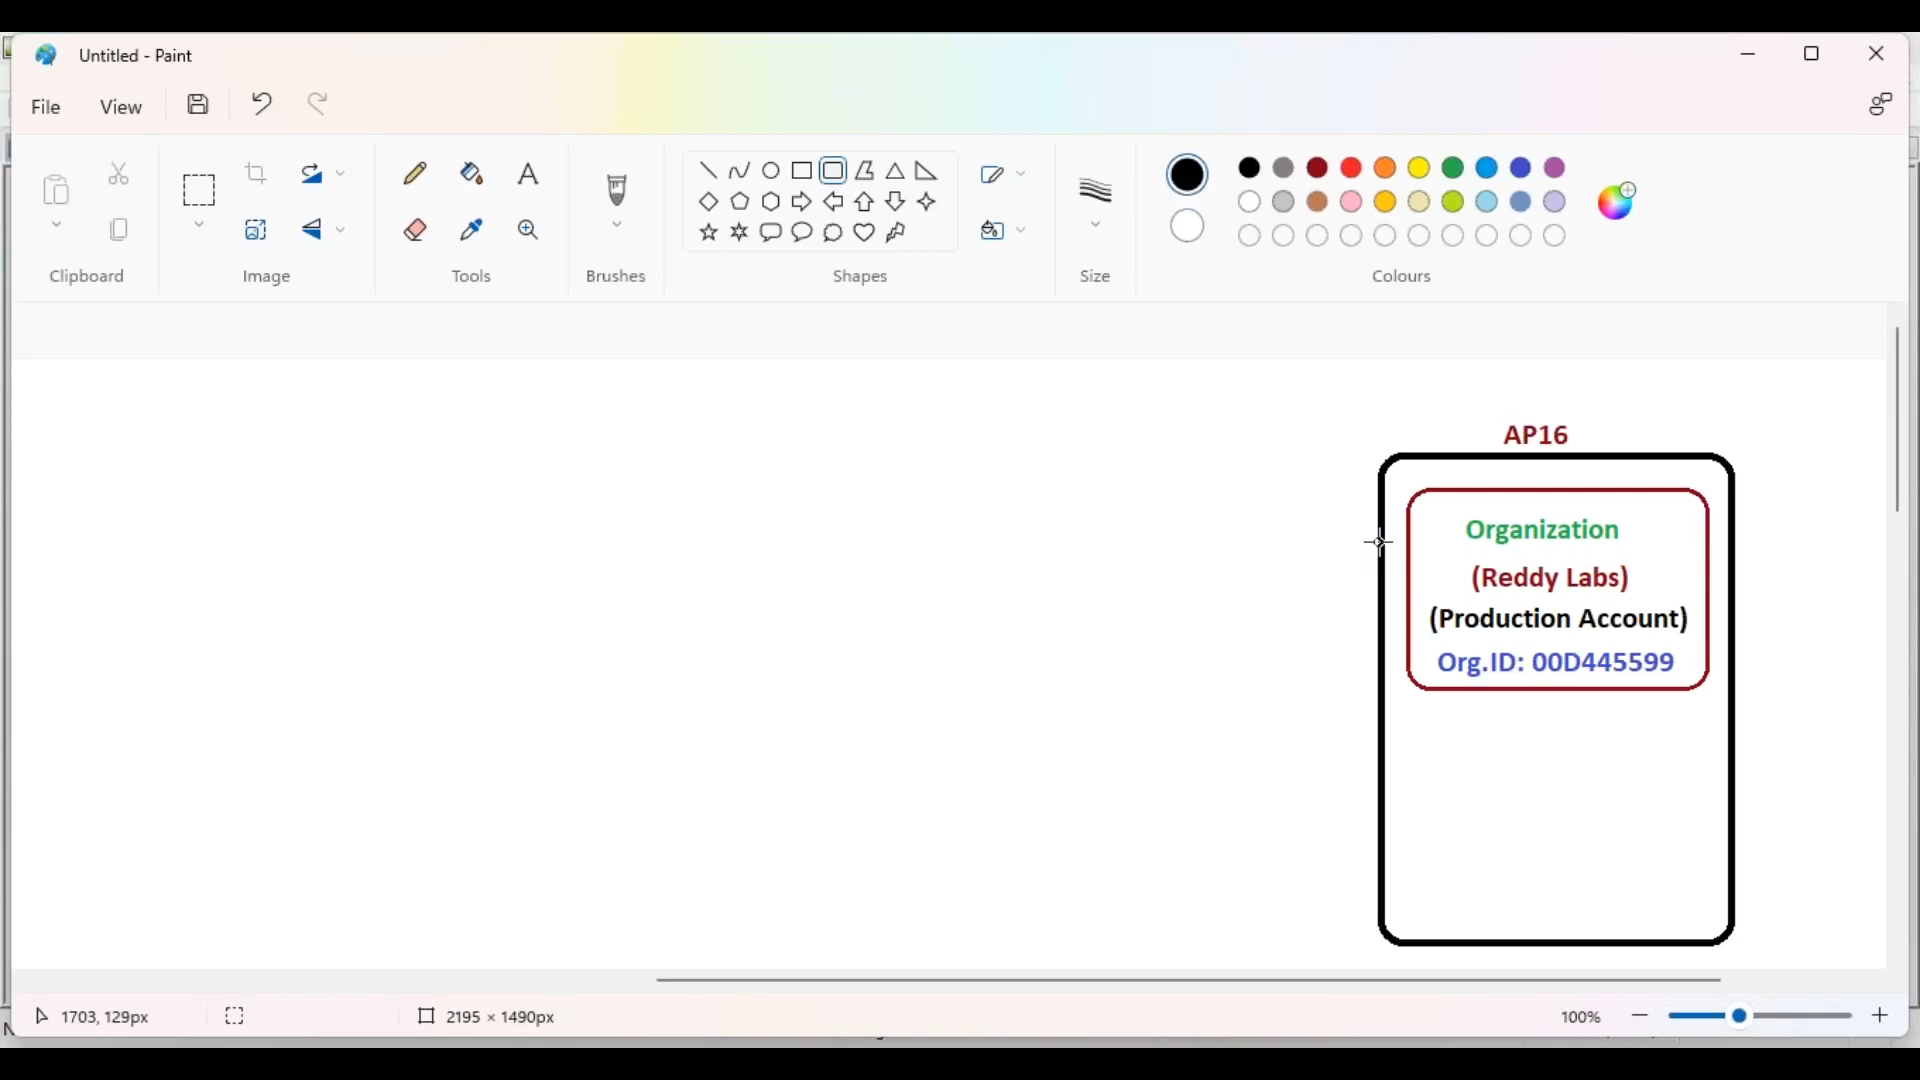 Untitled - Paint
File View
Clipboard Image Tools Brushes Shapes Size Colours
AP16
Organization
(Reddy Labs)
(Production Account)
Org.ID: 00D445599
1703, 129px 2195 × 1490px 100%